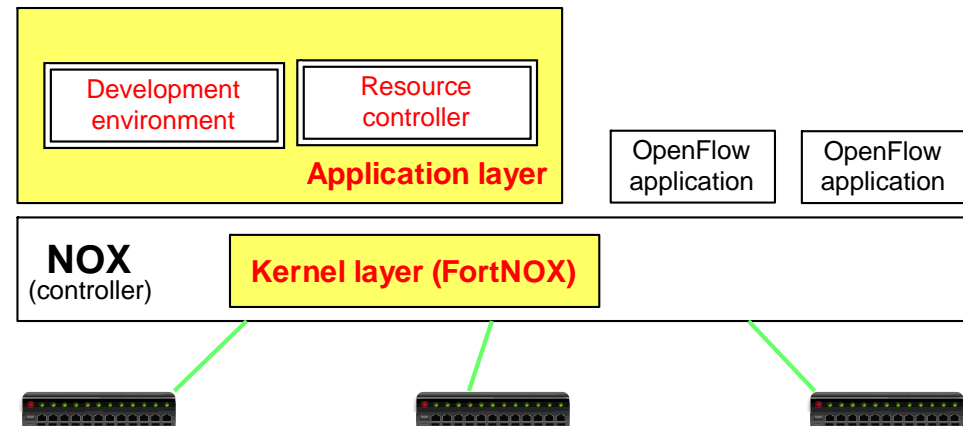 Development
environment
Resource
controller
Application layer
OpenFlow
application
OpenFlow
application
NOX
(controller)
Kernel layer (FortNOX)